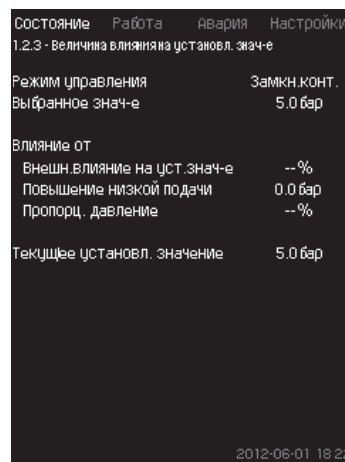 Состояние Работа Авария Настройки
1.2.3 - Величина влияния на установл. знач-е
Режим управления Замкн.конт.
Выбранное знач-е 5.0 бар
Влияние от
Внешн.влияние на уст.знач-е --%
Повышение низкой подачи 0.0 бар
Пропорц. давление --%
Текущее установл. значение 5.0 бар
2012-06-01 18:2